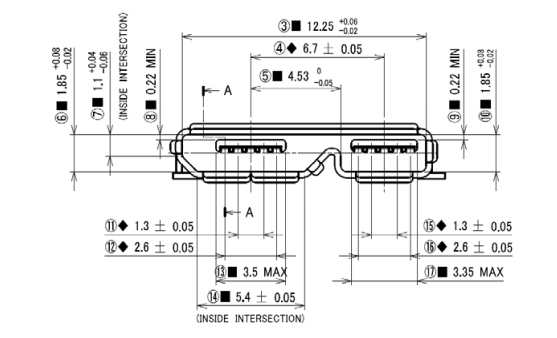 ③■ 12.25 +0.06 -0.02
④◆ 6.7 ± 0.05
⑤■ 4.53 0 -0.05
⑥■ 1.85 +0.08 -0.02
⑦■ 1.1 +0.04 -0.06
(INSIDE INTERSECTION)
⑧■ 0.22 MIN
⑨■ 0.22 MIN
⑩■ 1.85 +0.08 -0.02
A
A
⑪◆ 1.3 ± 0.05
⑫◆ 2.6 ± 0.05
⑬■ 3.5 MAX
⑭■ 5.4 ± 0.05
(INSIDE INTERSECTION)
⑮◆ 1.3 ± 0.05
⑯◆ 2.6 ± 0.05
⑰■ 3.35 MAX